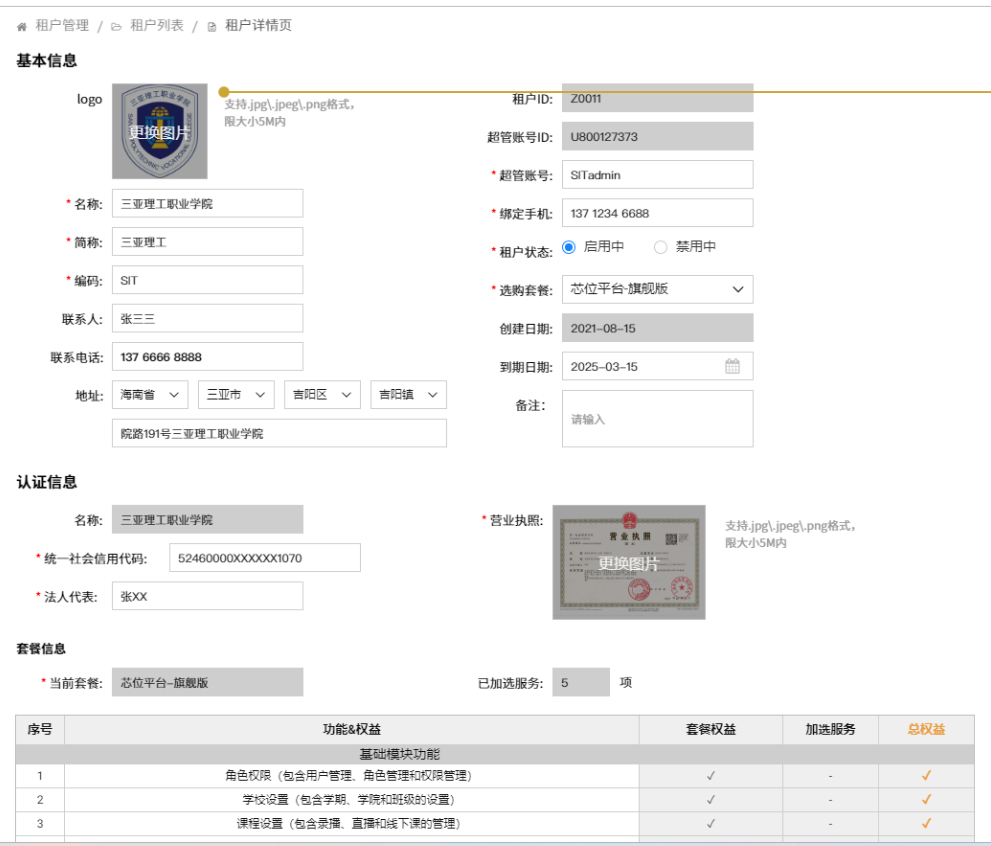 租户管理 / 租户列表 / 租户详情页
基本信息
logo
更换图片
支持.jpg\.jpeg\.png格式，
限大小5M内
* 名称: 三亚理工职业学院
* 简称: 三亚理工
* 编码: SIT
联系人: 张三三
联系电话: 137 6666 8888
地址: 海南省 三亚市 吉阳区 吉阳镇
院路191号三亚理工职业学院
租户ID: Z0011
超管账号ID: U800127373
* 超管账号: SITadmin
* 绑定手机: 137 1234 6688
* 租户状态: 启用中 禁用中
* 选购套餐: 芯位平台-旗舰版
创建日期: 2021-08-15
到期日期: 2025-03-15
备注: 请输入
认证信息
名称: 三亚理工职业学院
* 统一社会信用代码: 52460000XXXXXX1070
* 法人代表: 张XX
* 营业执照:
营业执照
更换图片
支持.jpg\.jpeg\.png格式，
限大小5M内
套餐信息
* 当前套餐: 芯位平台-旗舰版 已加选服务: 5 项
序号 功能&权益 套餐权益 加选服务 总权益
基础模块功能
1 角色权限（包含用户管理、角色管理和权限管理） ✓ - ✓
2 学校设置（包含学期、学院和班级的设置） ✓ - ✓
3 课程设置（包含录播、直播和线下课的管理） ✓ - ✓